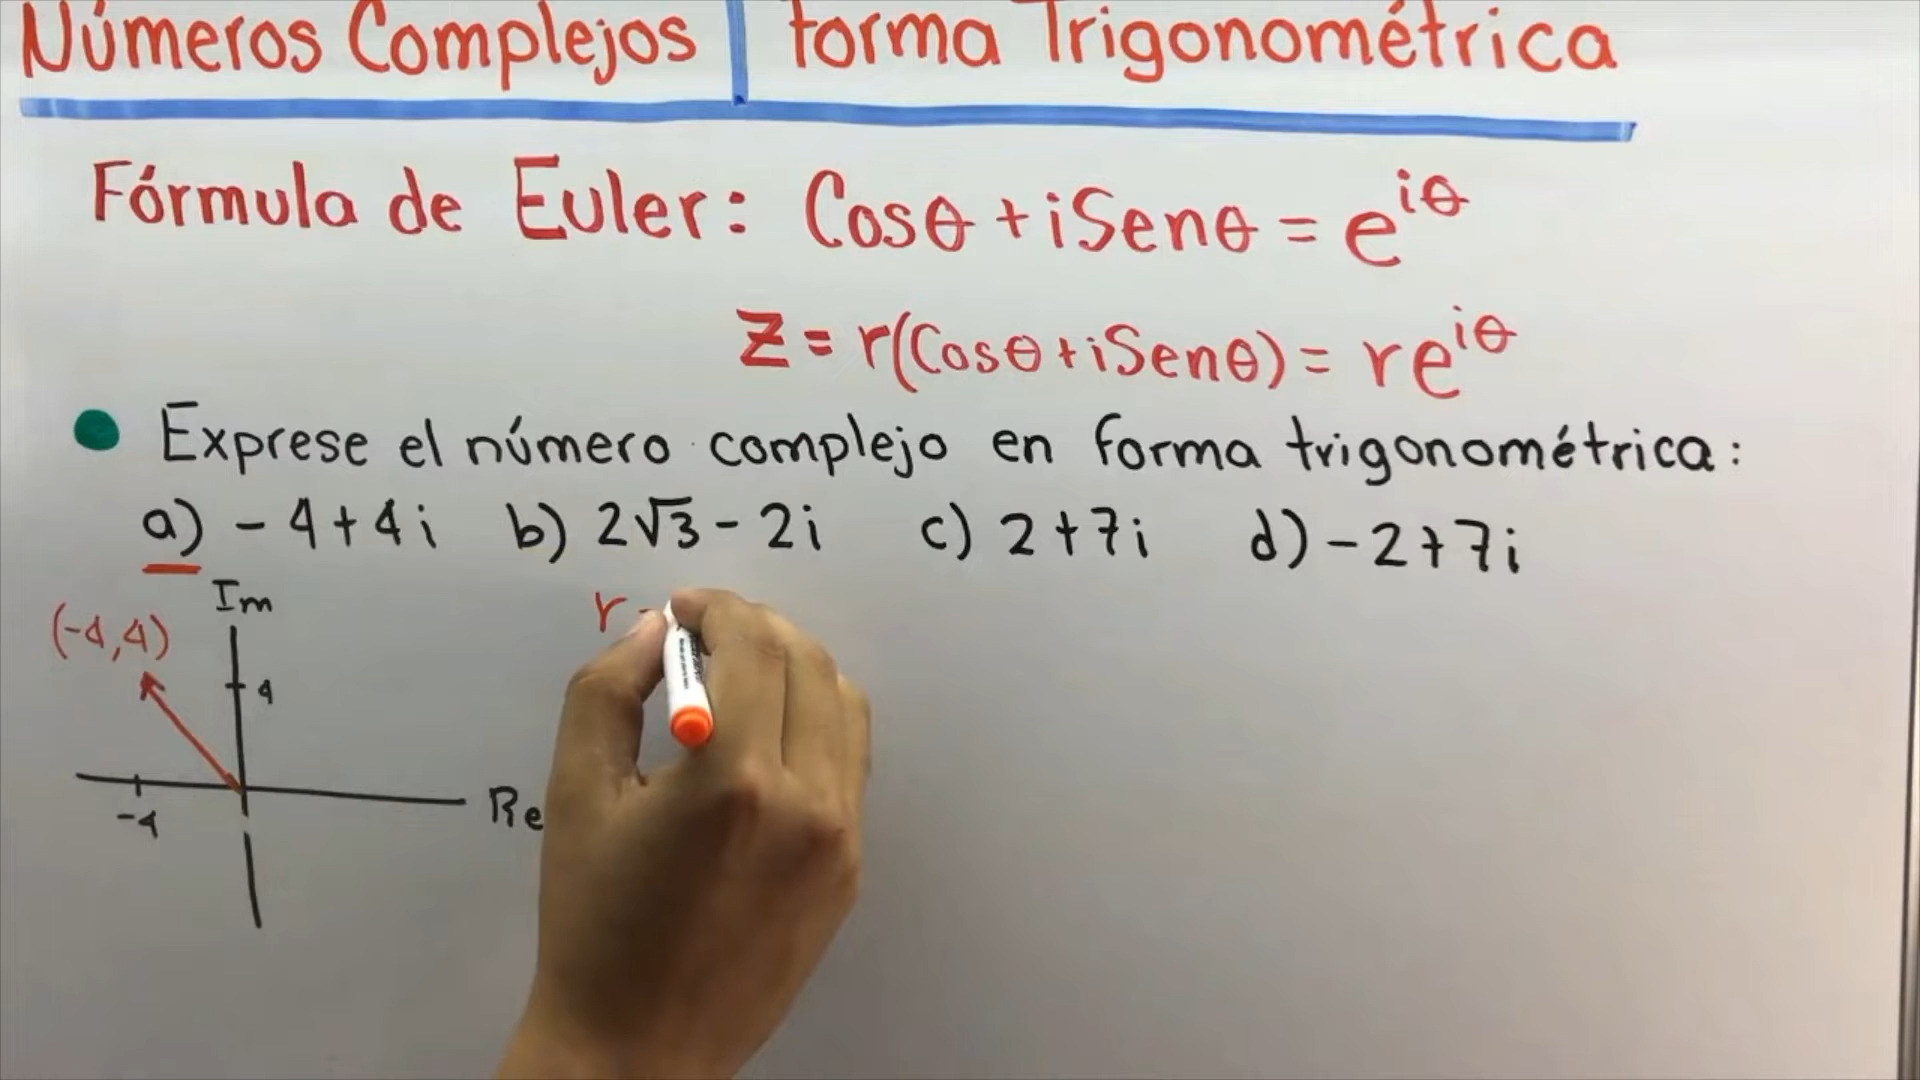 Números Complejos | forma Trigonométrica
Fórmula de Euler: Cosθ + iSenθ = e^{iθ}
Z = r(Cosθ + iSenθ) = re^{iθ}
Exprese el número complejo en forma trigonométrica:
a) -4+4i b) 2√3 - 2i c) 2+7i d) -2+7i
Im
(-4,4)
r
4
Re
-4